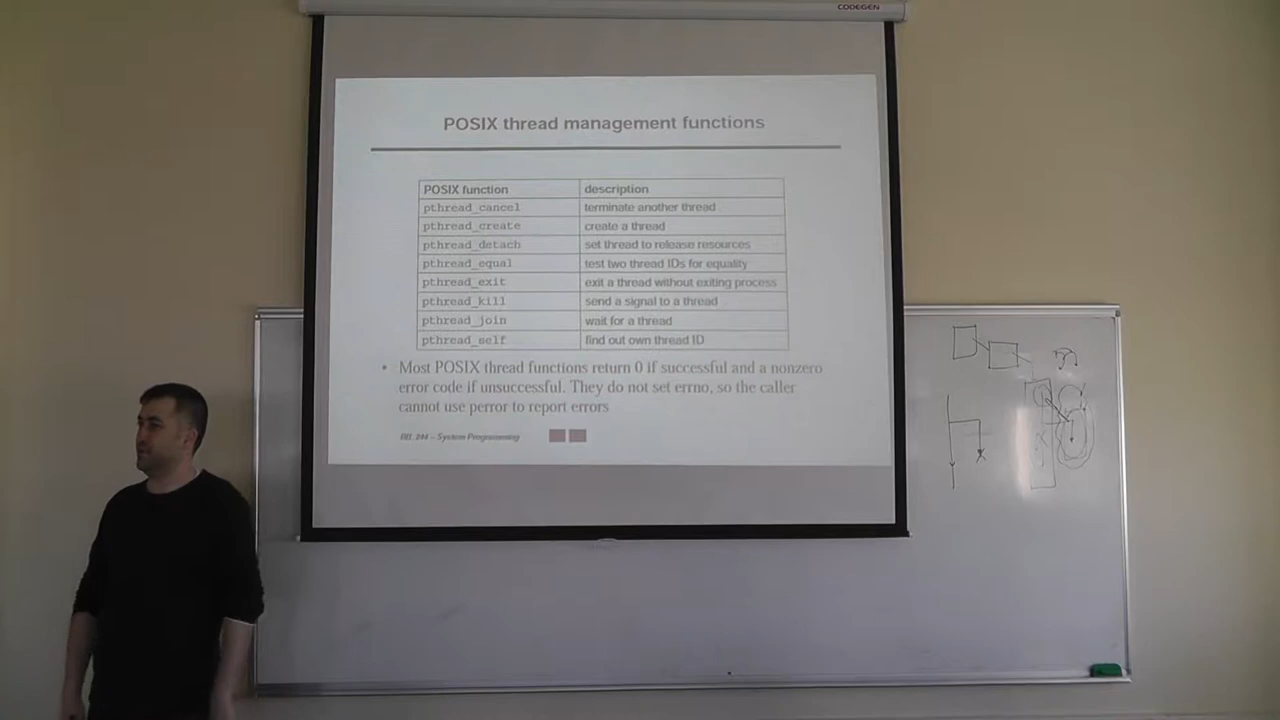 CODEGEN
POSIX thread management functions
POSIX function description
pthread_cancel terminate another thread
pthread_create create a thread
pthread_detach set thread to release resources
pthread_equal test two thread IDs for equality
pthread_exit exit a thread without exiting process
pthread_kill send a signal to a thread
pthread_join wait for a thread
pthread_self find out own thread ID
• Most POSIX thread functions return 0 if successful and a nonzero
error code if unsuccessful. They do not set errno, so the caller
cannot use perror to report errors
244 – System Programming